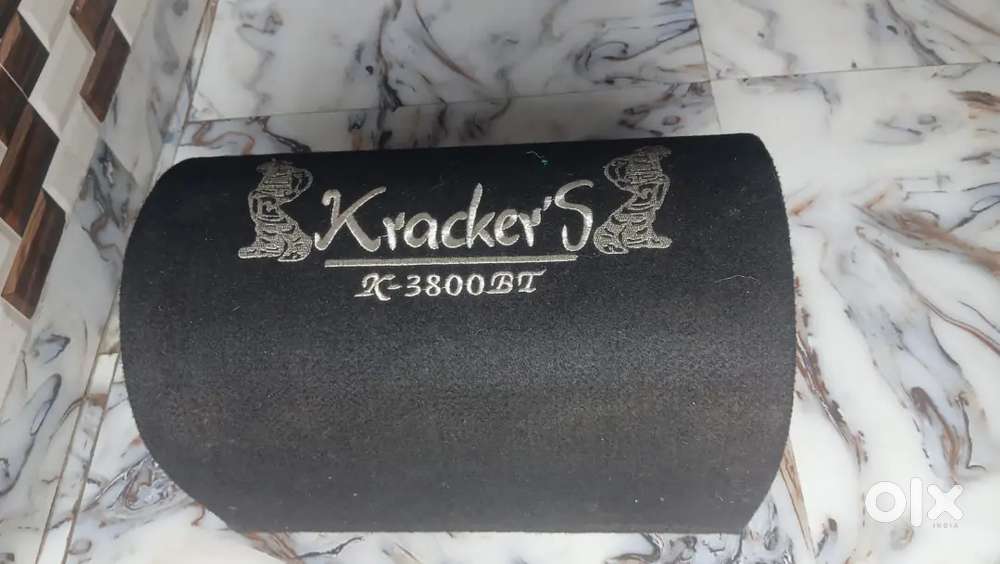 Kracker'S
K-3800BT
olx
INDIA